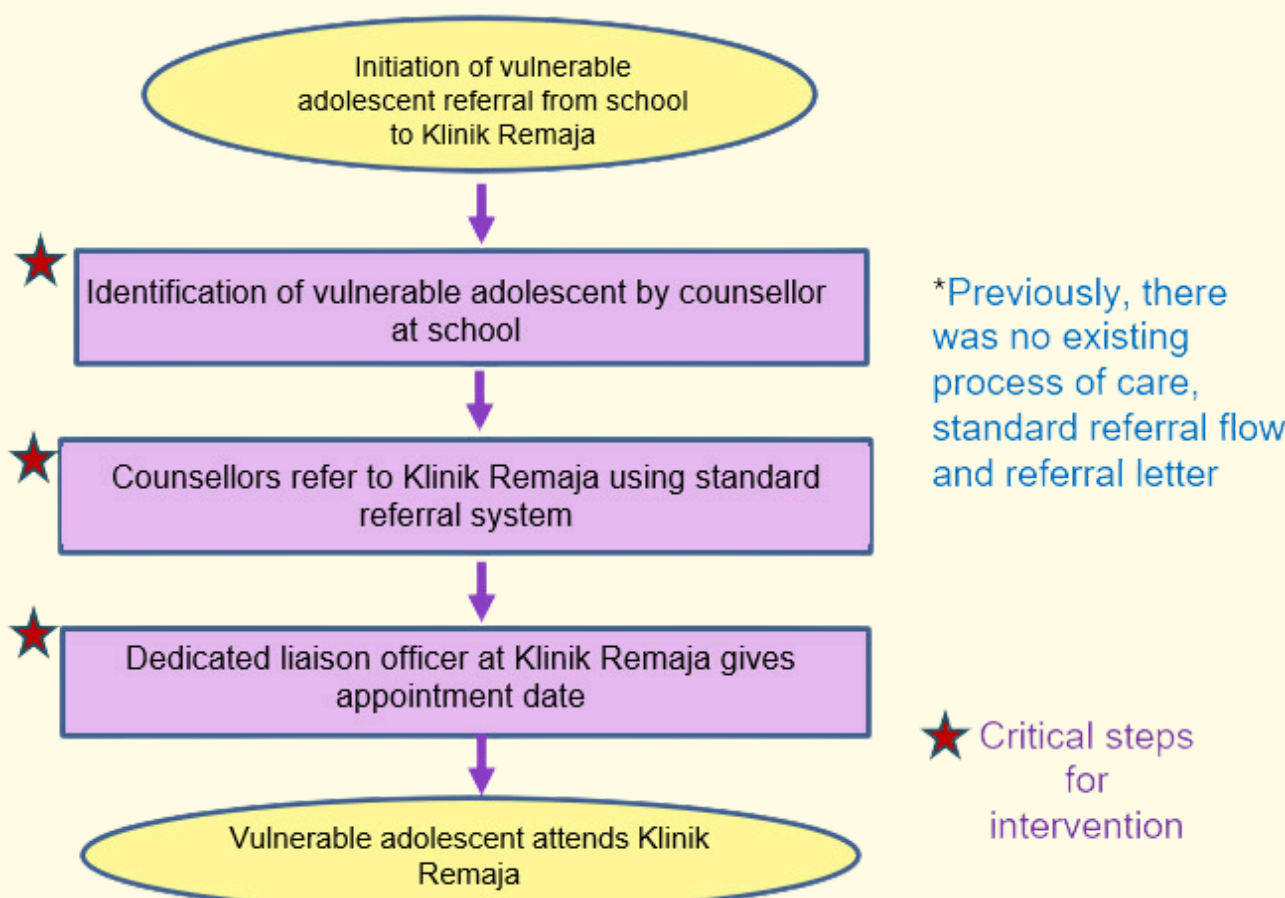 Initiation of vulnerable
adolescent referral from school
to Klinik Remaja
Identification of vulnerable adolescent by counsellor
at school
Counsellors refer to Klinik Remaja using standard
referral system
Dedicated liaison officer at Klinik Remaja gives
appointment date
Vulnerable adolescent attends Klinik
Remaja
*Previously, there
was no existing
process of care,
standard referral flow
and referral letter
Critical steps
for
intervention